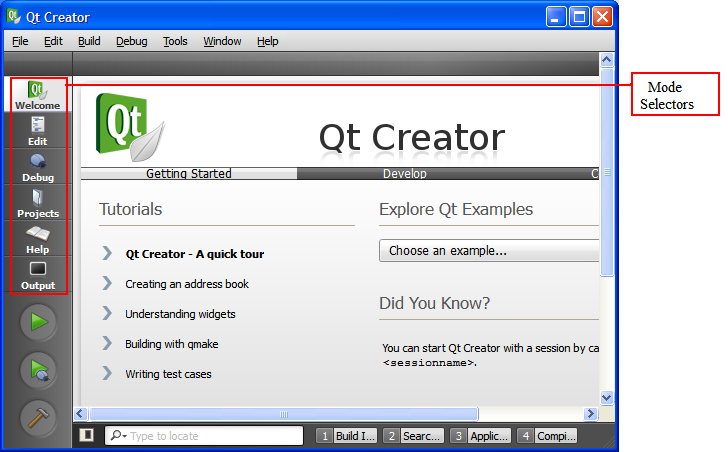 Qt Creator
File Edit Build Debug Tools Window Help
Mode
Selectors
Qt
Welcome
Edit
Debug
Projects
Help
Output
Qt
Qt Creator
Getting Started Develop C
Tutorials
Qt Creator - A quick tour
Creating an address book
Understanding widgets
Building with qmake
Writing test cases
Explore Qt Examples
Choose an example...
Did You Know?
You can start Qt Creator with a session by ca
<sessionname>.
Type to locate
1 Build I... 2 Searc... 3 Applic... 4 Compi...